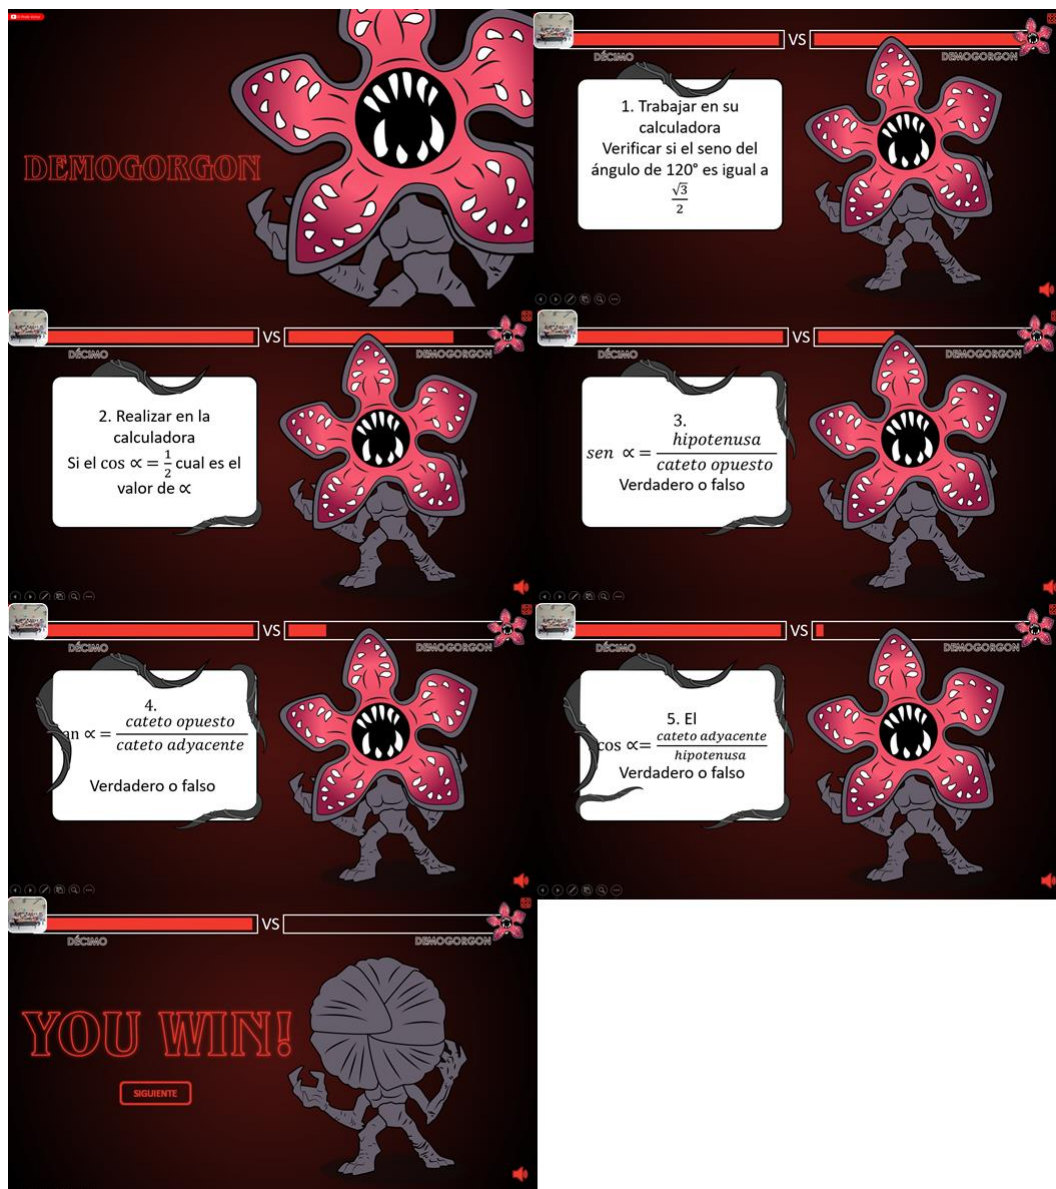 DEMOGORGON
VS
DÉCIMO
DEMOGORGON
1. Trabajar en su
calculadora
Verificar si el seno del
ángulo de 120° es igual a
√3/2
VS
DÉCIMO
DEMOGORGON
2. Realizar en la
calculadora
Si el cos ∝ = 1/2 cual es el
valor de ∝
VS
DÉCIMO
DEMOGORGON
3.
sen ∝ = hipotenusa/cateto opuesto
Verdadero o falso
VS
DÉCIMO
DEMOGORGON
4.
an ∝ = cateto opuesto/cateto adyacente
Verdadero o falso
VS
DÉCIMO
DEMOGORGON
5. El
cos ∝= cateto adyacente/hipotenusa
Verdadero o falso
VS
DÉCIMO
DEMOGORGON
YOU WIN!
SIGUIENTE